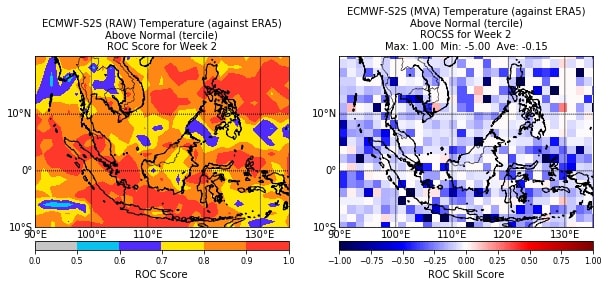 ECMWF-S2S (RAW) Temperature (against ERA5)
Above Normal (tercile)
ROC Score for Week 2
10°N
0°
10°S
90°E 100°E 110°E 120°E 130°E
0.0 0.5 0.6 0.7 0.8 0.9 1.0
ROC Score
ECMWF-S2S (MVA) Temperature (against ERA5)
Above Normal (tercile)
ROCSS for Week 2
Max: 1.00 Min: -5.00 Ave: -0.15
10°N
0°
10°S
90°E 100°E 110°E 120°E 130°E
−1.00 −0.75 −0.50 −0.25 0.00 0.25 0.50 0.75 1.00
ROC Skill Score